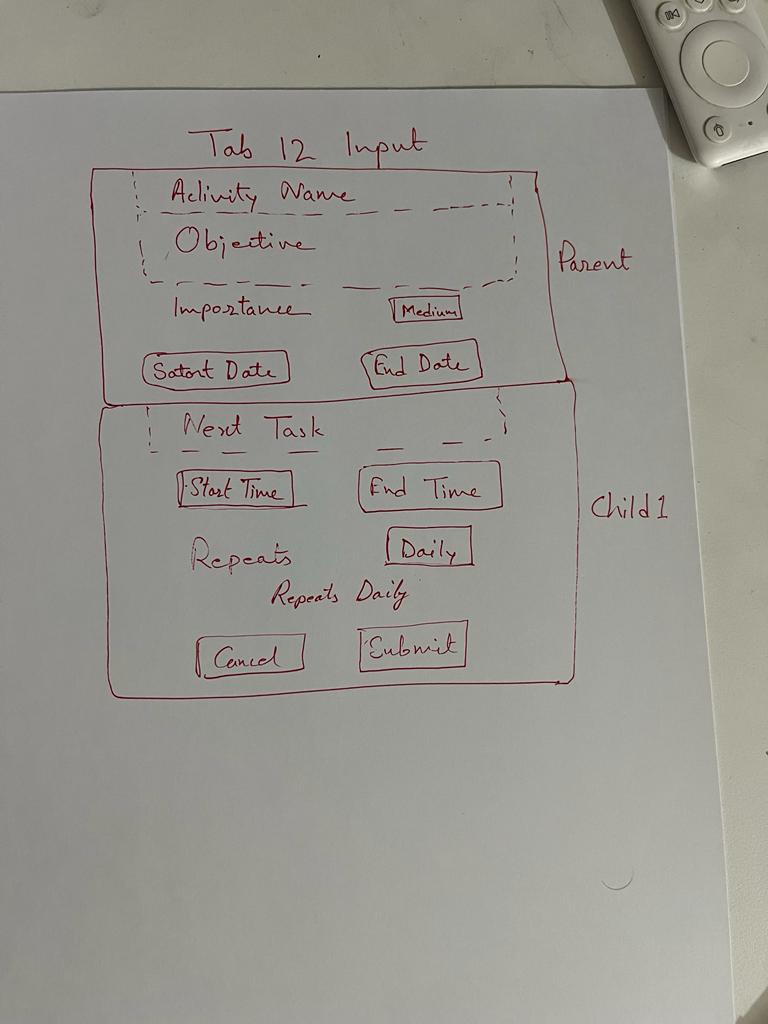 Tab 12 Input
Activity Name
Objective
Parent
Importance Medium
Satart Date End Date
Next Task
Start Time End Time
Child 1
Repeats Daily
Repeats Daily
Cancel Submit